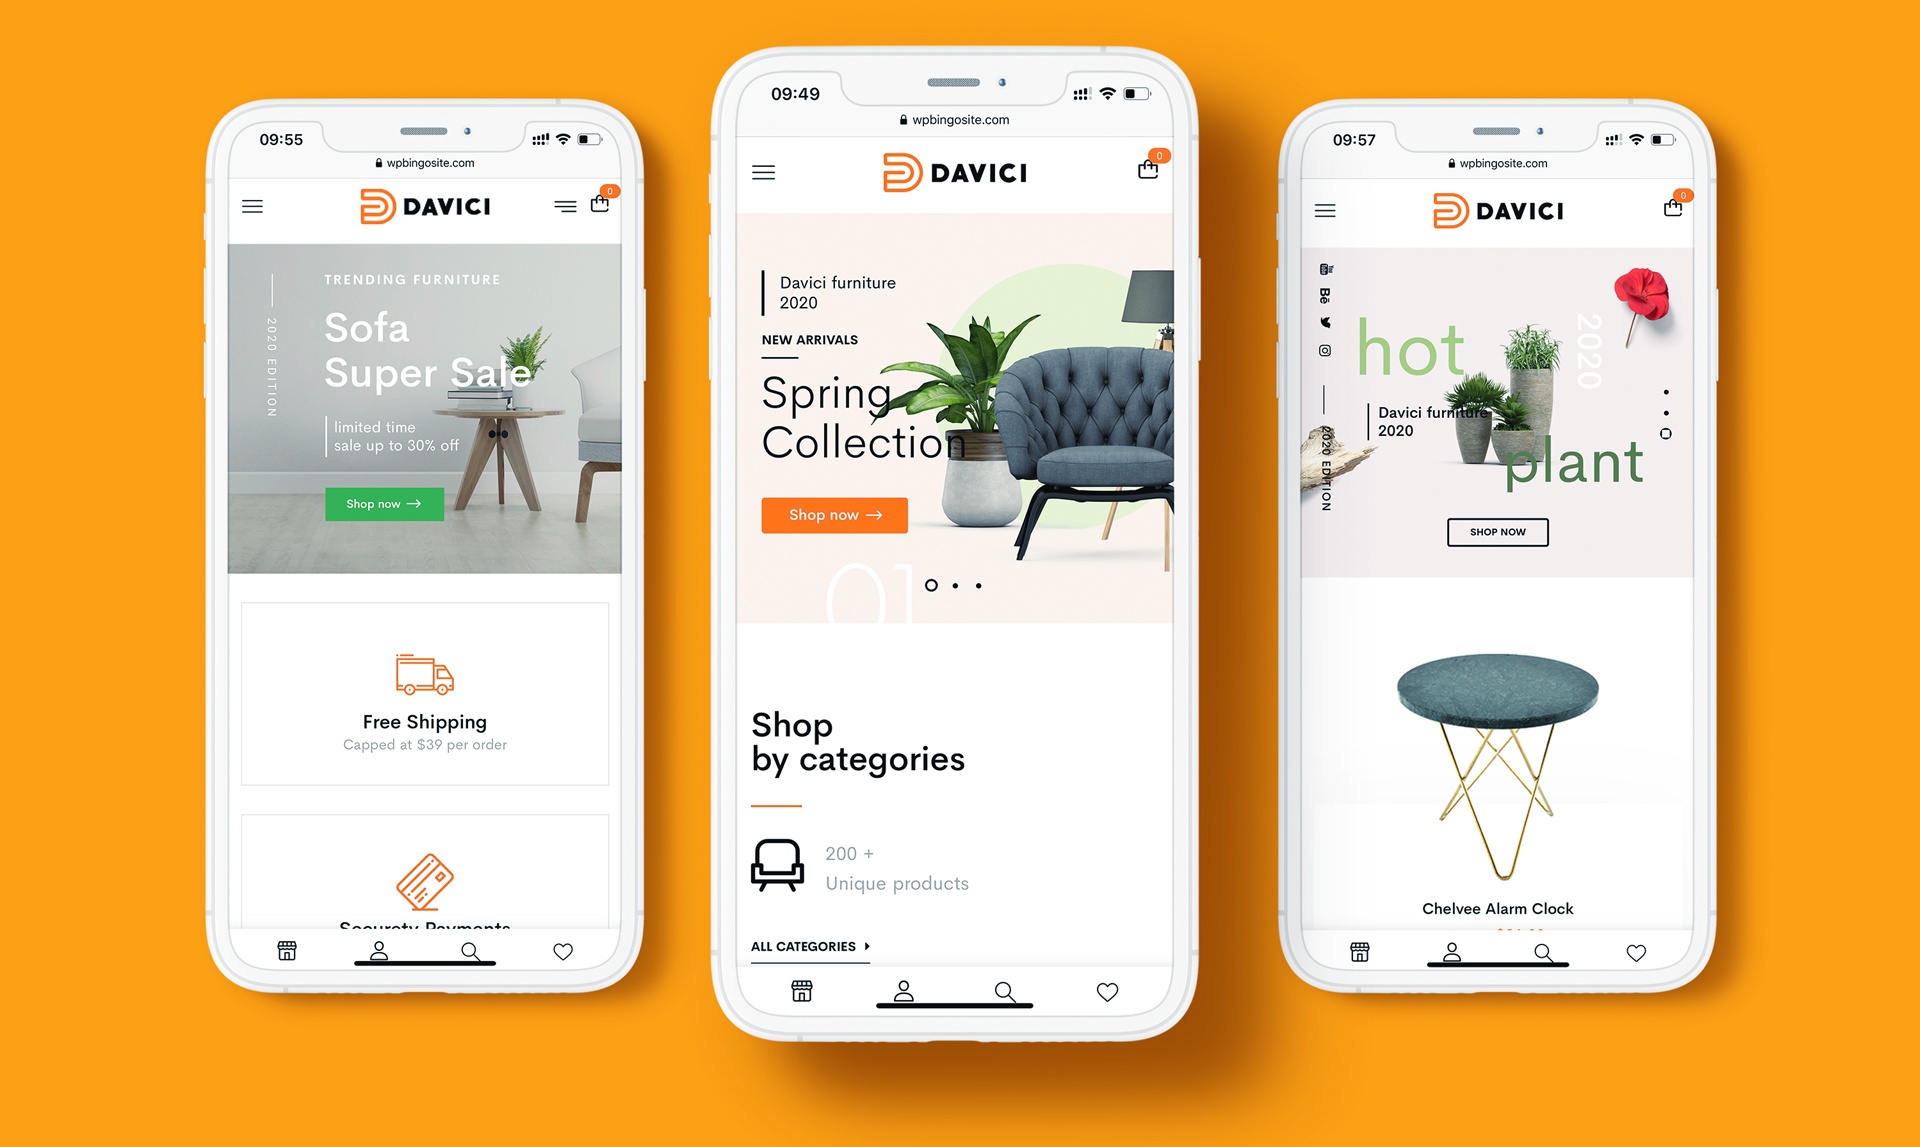 09:55
wpbingosite.com
DAVICI
0
TRENDING FURNITURE
Sofa
Super Sale
2020 EDITION
limited time
sale up to 30% off
Shop now
Free Shipping
Capped at $39 per order
Securety Payments
09:49
wpbingosite.com
DAVICI
0
Davici furniture
2020
NEW ARRIVALS
Spring
Collection
Shop now
01
Shop
by categories
200 +
Unique products
ALL CATEGORIES
09:57
wpbingosite.com
DAVICI
0
Bē
hot
2020
Davici furniture
2020
plant
2020 EDITION
SHOP NOW
Chelvee Alarm Clock